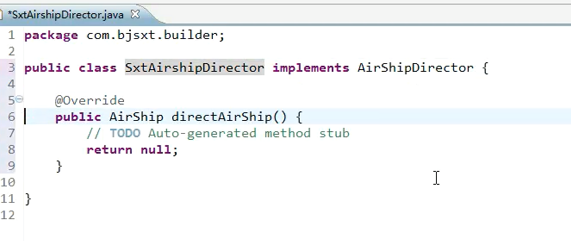 *SxtAirshipDirector.java
1 package com.bjsxt.builder;
2
3 public class SxtAirshipDirector implements AirShipDirector {
4
5 @Override
6 public AirShip directAirShip() {
7 // TODO Auto-generated method stub
8 return null;
9 }
10
11 }
12